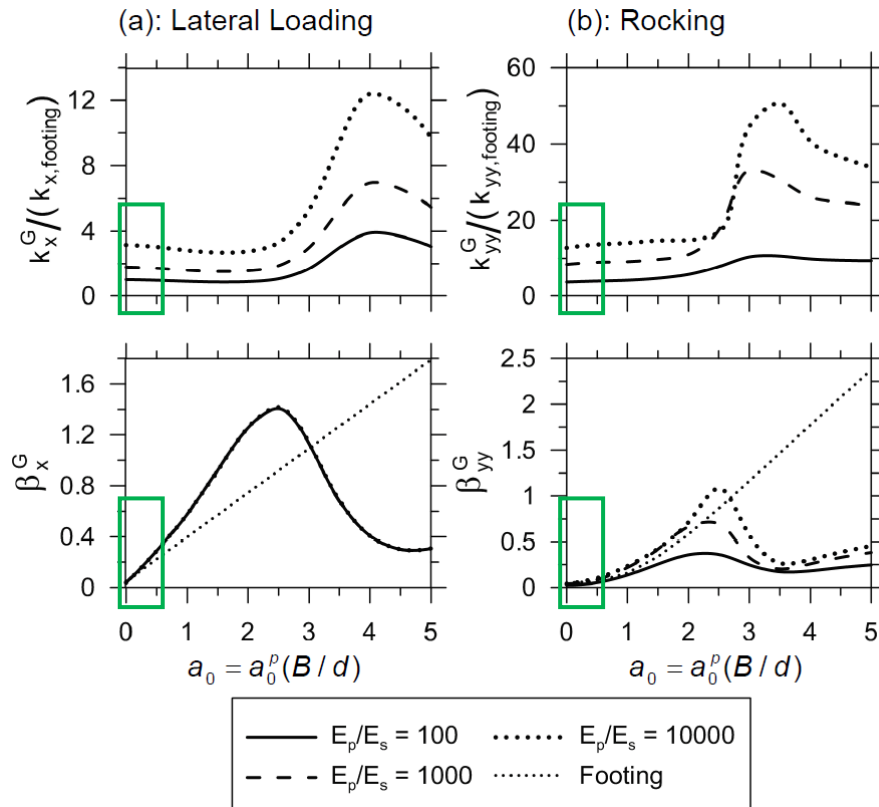 (a): Lateral Loading
(b): Rocking
k_x^G/(k_x,footing)
12
8
4
0
k_yy^G/(k_yy,footing)
60
40
20
0
β_x^G
1.6
1.2
0.8
0.4
0
0 1 2 3 4 5
a_0 = a_0^p(B/d)
β_yy^G
2.5
2
1.5
1
0.5
0
0 1 2 3 4 5
a_0 = a_0^p(B/d)
E_p/E_s = 100
E_p/E_s = 10000
E_p/E_s = 1000
Footing